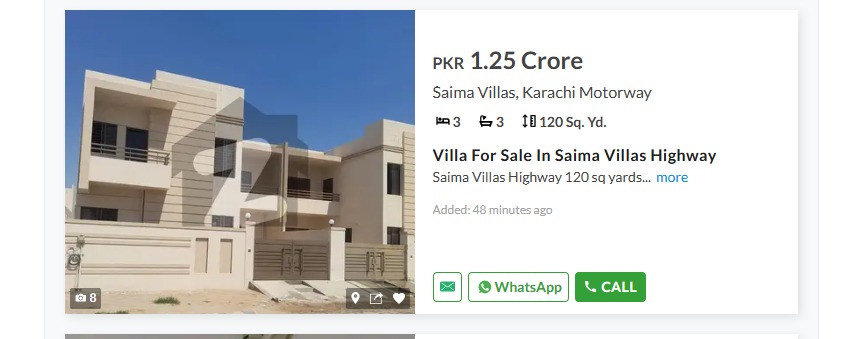 PKR 1.25 Crore
Saima Villas, Karachi Motorway
3 3 120 Sq. Yd.
Villa For Sale In Saima Villas Highway
Saima Villas Highway 120 sq yards... more
Added: 48 minutes ago
8
WhatsApp CALL